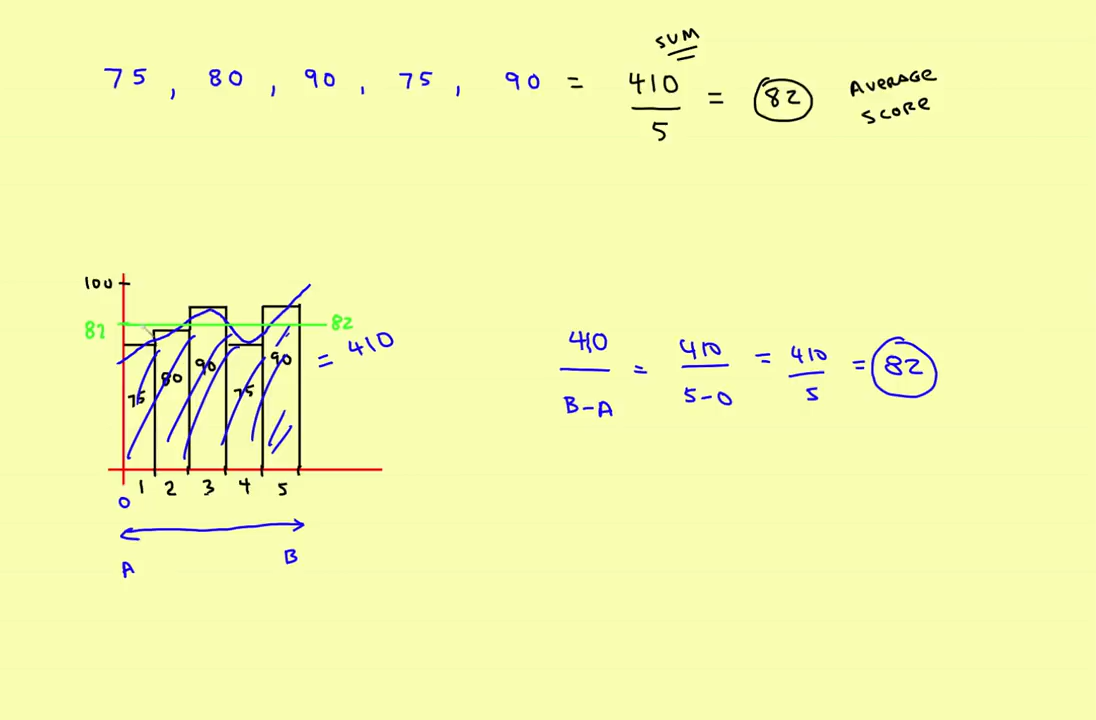 SUM
75 , 80 , 90 , 75 , 90 = 410/5 = 82 AVERAGE SCORE
100
82 82
75 80 90 75 90 = 410
0 1 2 3 4 5
A B
410/B-A = 410/5-0 = 410/5 = 82